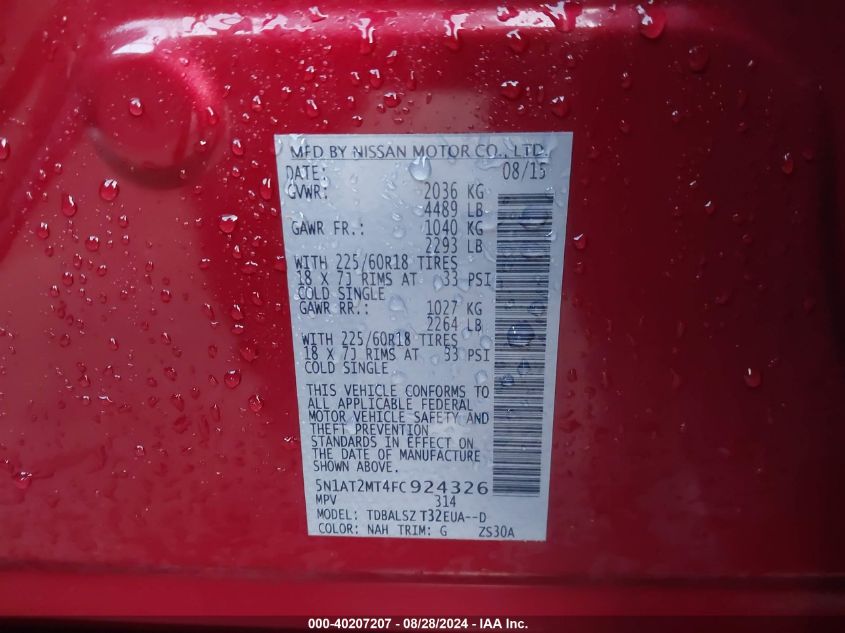 MFD BY NISSAN MOTOR CO., LTD.
DATE: 08/15
GVWR: 2036 KG
4489 LB
GAWR FR.: 1040 KG
2293 LB
WITH 225/60R18 TIRES
18 X 7J RIMS AT 33 PSI
COLD SINGLE
GAWR RR.: 1027 KG
2264 LB
WITH 225/60R18 TIRES
18 X 7J RIMS AT 33 PSI
COLD SINGLE
THIS VEHICLE CONFORMS TO
ALL APPLICABLE FEDERAL
MOTOR VEHICLE SAFETY AND
THEFT PREVENTION
STANDARDS IN EFFECT ON
THE DATE OF MANUFACTURE
SHOWN ABOVE.
5N1AT2MT4FC924326
MPV 314
MODEL: TDBALSZ T32EUA--D
COLOR: NAH TRIM: G ZS30A
000-40207207 - 08/28/2024 - IAA Inc.